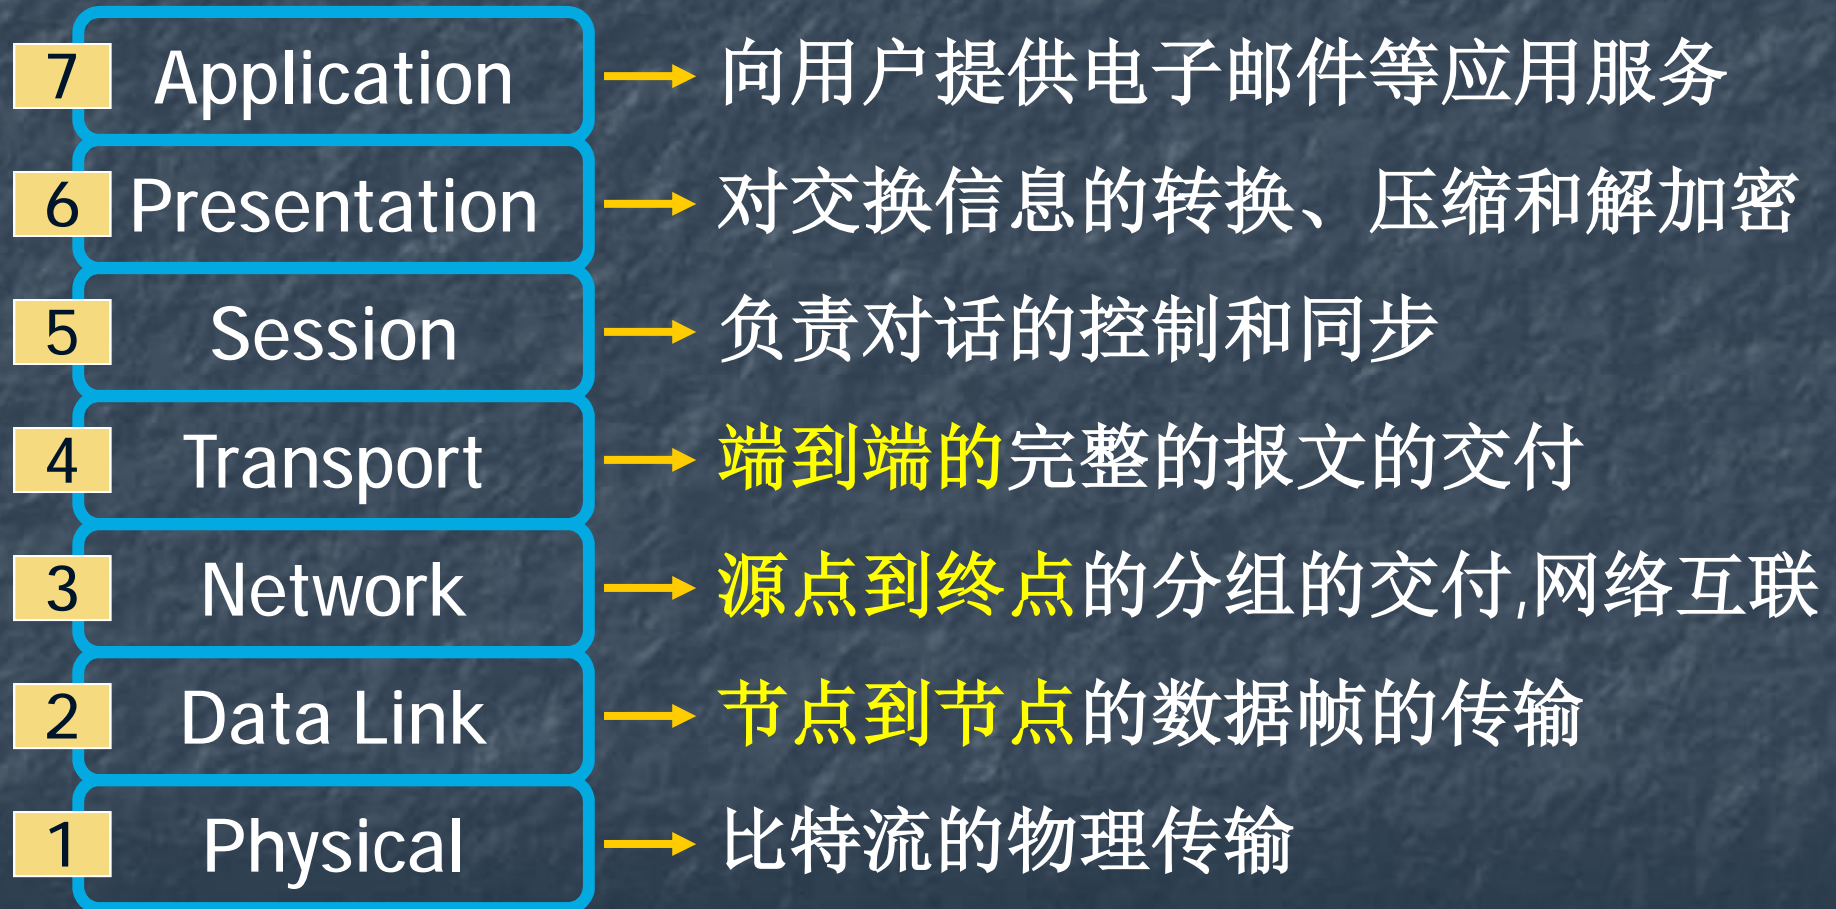 7 Application → 向用户提供电子邮件等应用服务
6 Presentation → 对交换信息的转换、压缩和解加密
5 Session → 负责对话的控制和同步
4 Transport → 端到端的完整的报文的交付
3 Network → 源点到终点的分组的交付,网络互联
2 Data Link → 节点到节点的数据帧的传输
1 Physical → 比特流的物理传输